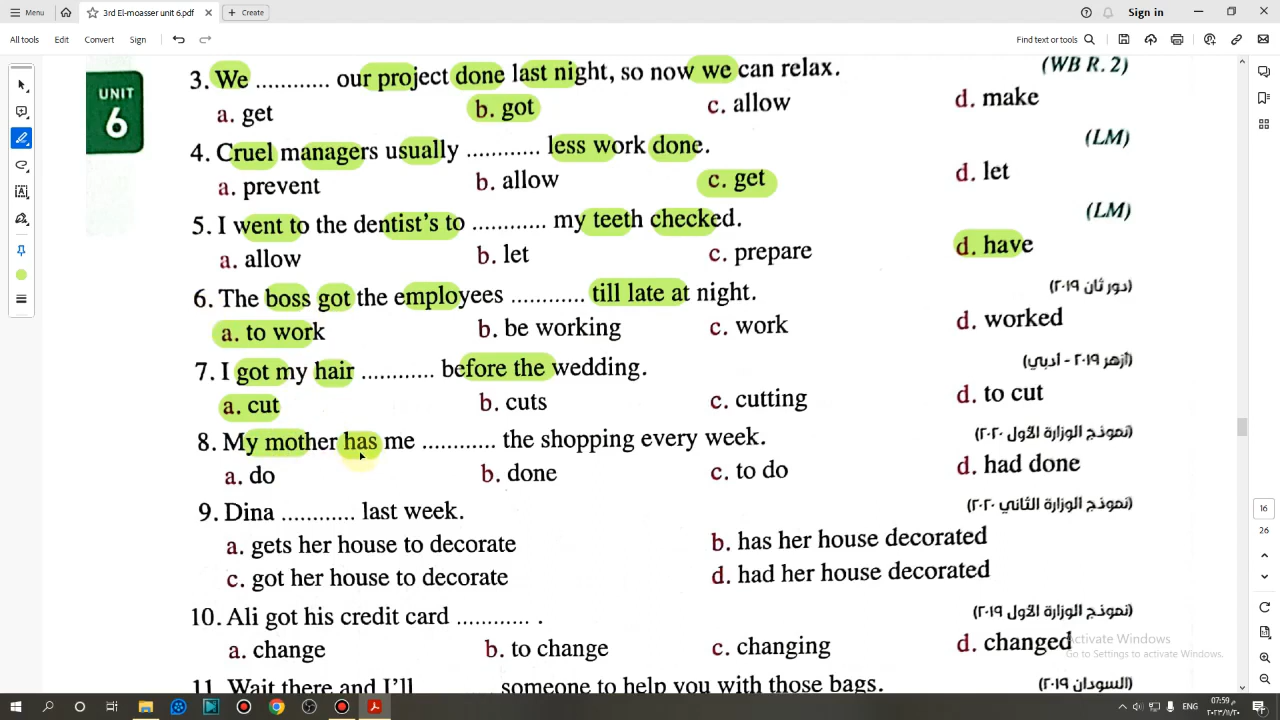 Menu
3rd El-moasser unit 6.pdf
Create
Sign in
All tools Edit Convert Sign
Find text or tools
UNIT
6
3. We ............ our project done last night, so now we can relax. (WB R. 2)
a. get b. got c. allow d. make
4. Cruel managers usually ............ less work done. (LM)
a. prevent b. allow c. get d. let
5. I went to the dentist's to ............ my teeth checked. (LM)
a. allow b. let c. prepare d. have
6. The boss got the employees ............ till late at night. (دور ثان ٢٠١٩)
a. to work b. be working c. work d. worked
7. I got my hair ............ before the wedding. (أزهر ٢٠١٩ - أدبي)
a. cut b. cuts c. cutting d. to cut
8. My mother has me ............ the shopping every week. (نموذج الوزارة الأول ٢٠٢٠)
a. do b. done c. to do d. had done
9. Dina ............ last week. (نموذج الوزارة الثاني ٢٠٢٠)
a. gets her house to decorate b. has her house decorated
c. got her house to decorate d. had her house decorated
10. Ali got his credit card ............ . (نموذج الوزارة الأول ٢٠١٩)
a. change b. to change c. changing d. changed
11. Wait there and I'll ............ someone to help you with those bags. (السودان ٢٠١٩)
16
26
Activate Windows
Go to Settings to activate Windows.
ENG